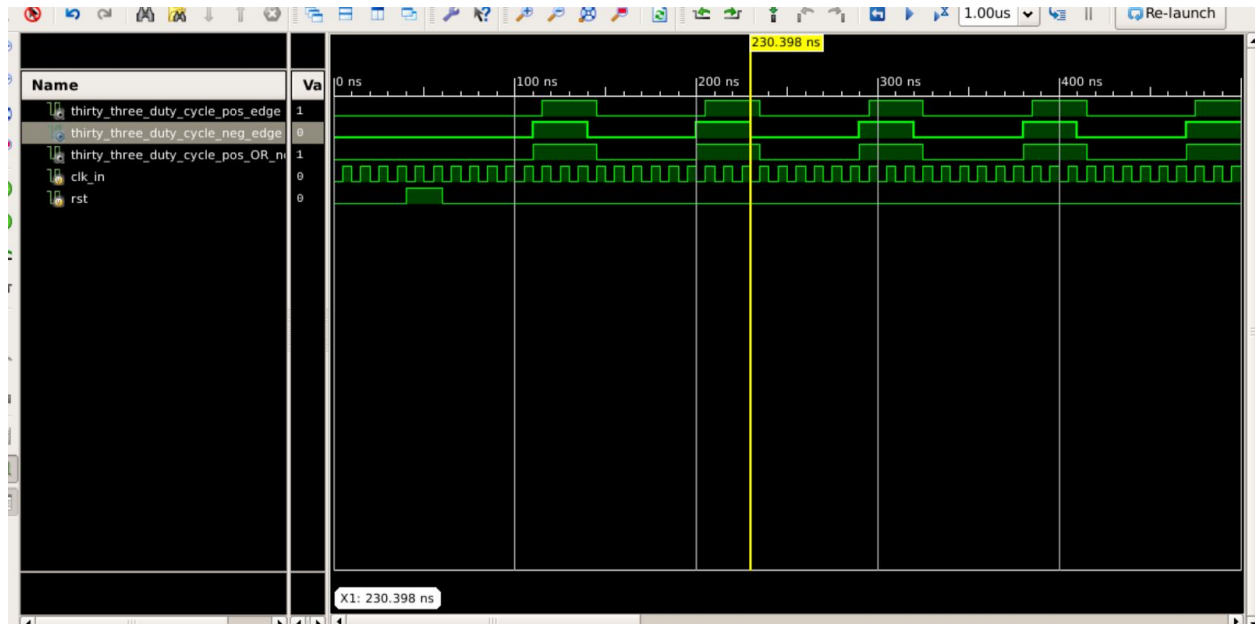 1.00us
Re-launch
230.398 ns
Name
Va
0 ns
100 ns
200 ns
300 ns
400 ns
thirty_three_duty_cycle_pos_edge 1
thirty_three_duty_cycle_neg_edge 0
thirty_three_duty_cycle_pos_OR_n 1
clk_in 0
rst 0
X1: 230.398 ns